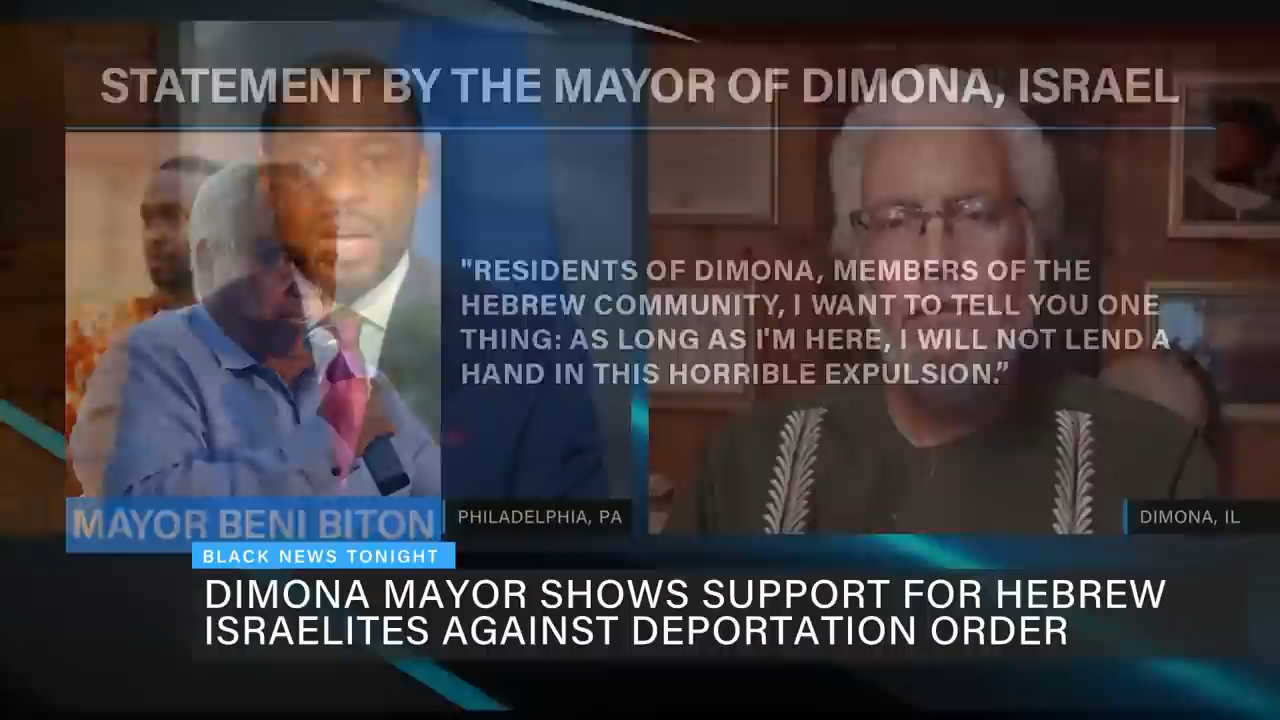 STATEMENT BY THE MAYOR OF DIMONA, ISRAEL
"RESIDENTS OF DIMONA, MEMBERS OF THE
HEBREW COMMUNITY, I WANT TO TELL YOU ONE
THING: AS LONG AS I'M HERE, I WILL NOT LEND A
HAND IN THIS HORRIBLE EXPULSION.”
MAYOR BENI BITON
PHILADELPHIA, PA
DIMONA, IL
BLACK NEWS TONIGHT
DIMONA MAYOR SHOWS SUPPORT FOR HEBREW
ISRAELITES AGAINST DEPORTATION ORDER